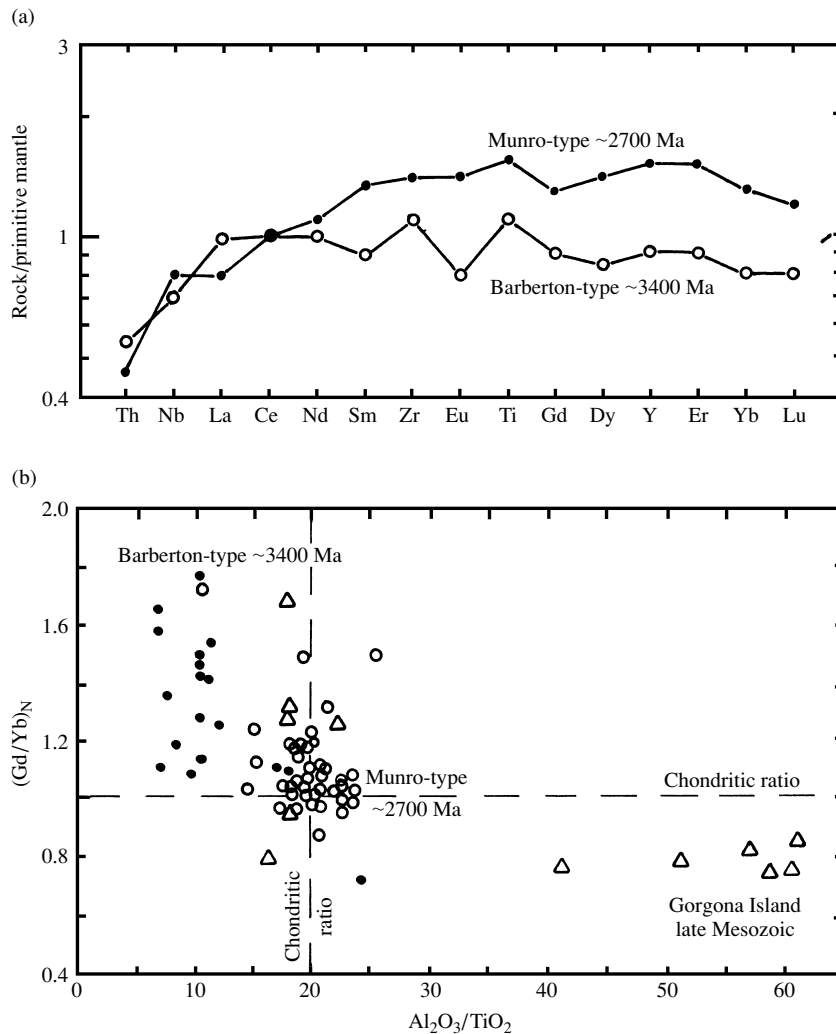 (a)
3
1
0.4
Rock/primitive mantle
Munro-type ~2700 Ma
Barberton-type ~3400 Ma
Th Nb La Ce Nd Sm Zr Eu Ti Gd Dy Y Er Yb Lu
(b)
2.0
1.6
1.2
1.0
0.8
0.4
(Gd/Yb)N
Barberton-type ~3400 Ma
Munro-type
~2700 Ma
Chondritic ratio
Chondritic
ratio
Gorgona Island
late Mesozoic
0 10 20 30 40 50 60
Al₂O₃/TiO₂